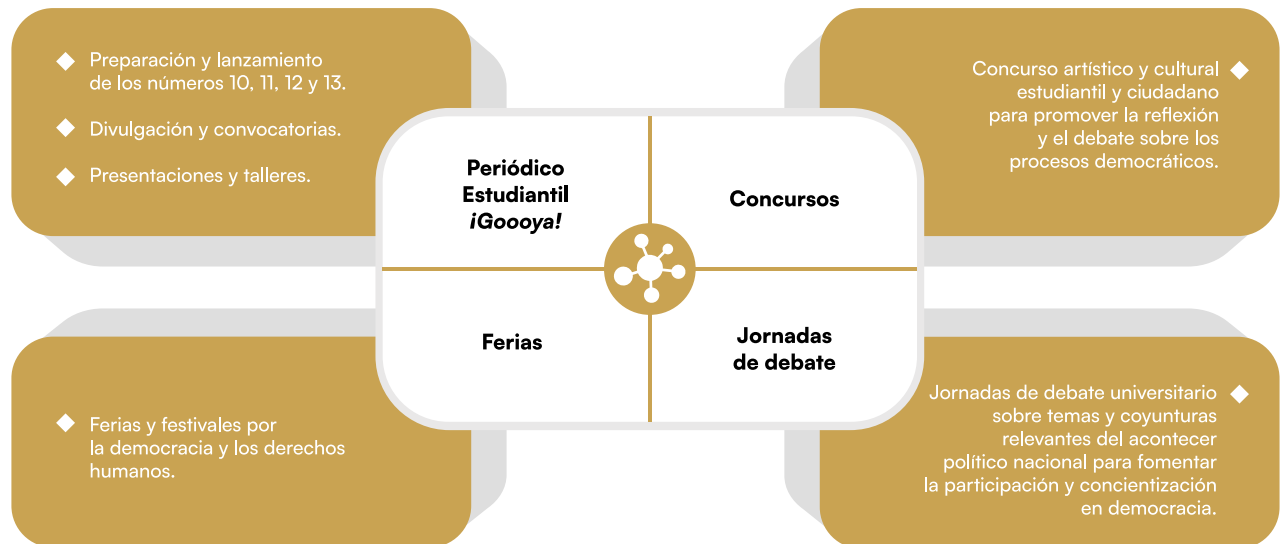 Preparación y lanzamiento
de los números 10, 11, 12 y 13.
Divulgación y convocatorias.
Presentaciones y talleres.
Periódico
Estudiantil
¡Goooya!
Concursos
Concurso artístico y cultural
estudiantil y ciudadano
para promover la reflexión
y el debate sobre los
procesos democráticos.
Ferias
Ferias y festivales por
la democracia y los derechos
humanos.
Jornadas
de debate
Jornadas de debate universitario
sobre temas y coyunturas
relevantes del acontecer
político nacional para fomentar
la participación y concientización
en democracia.